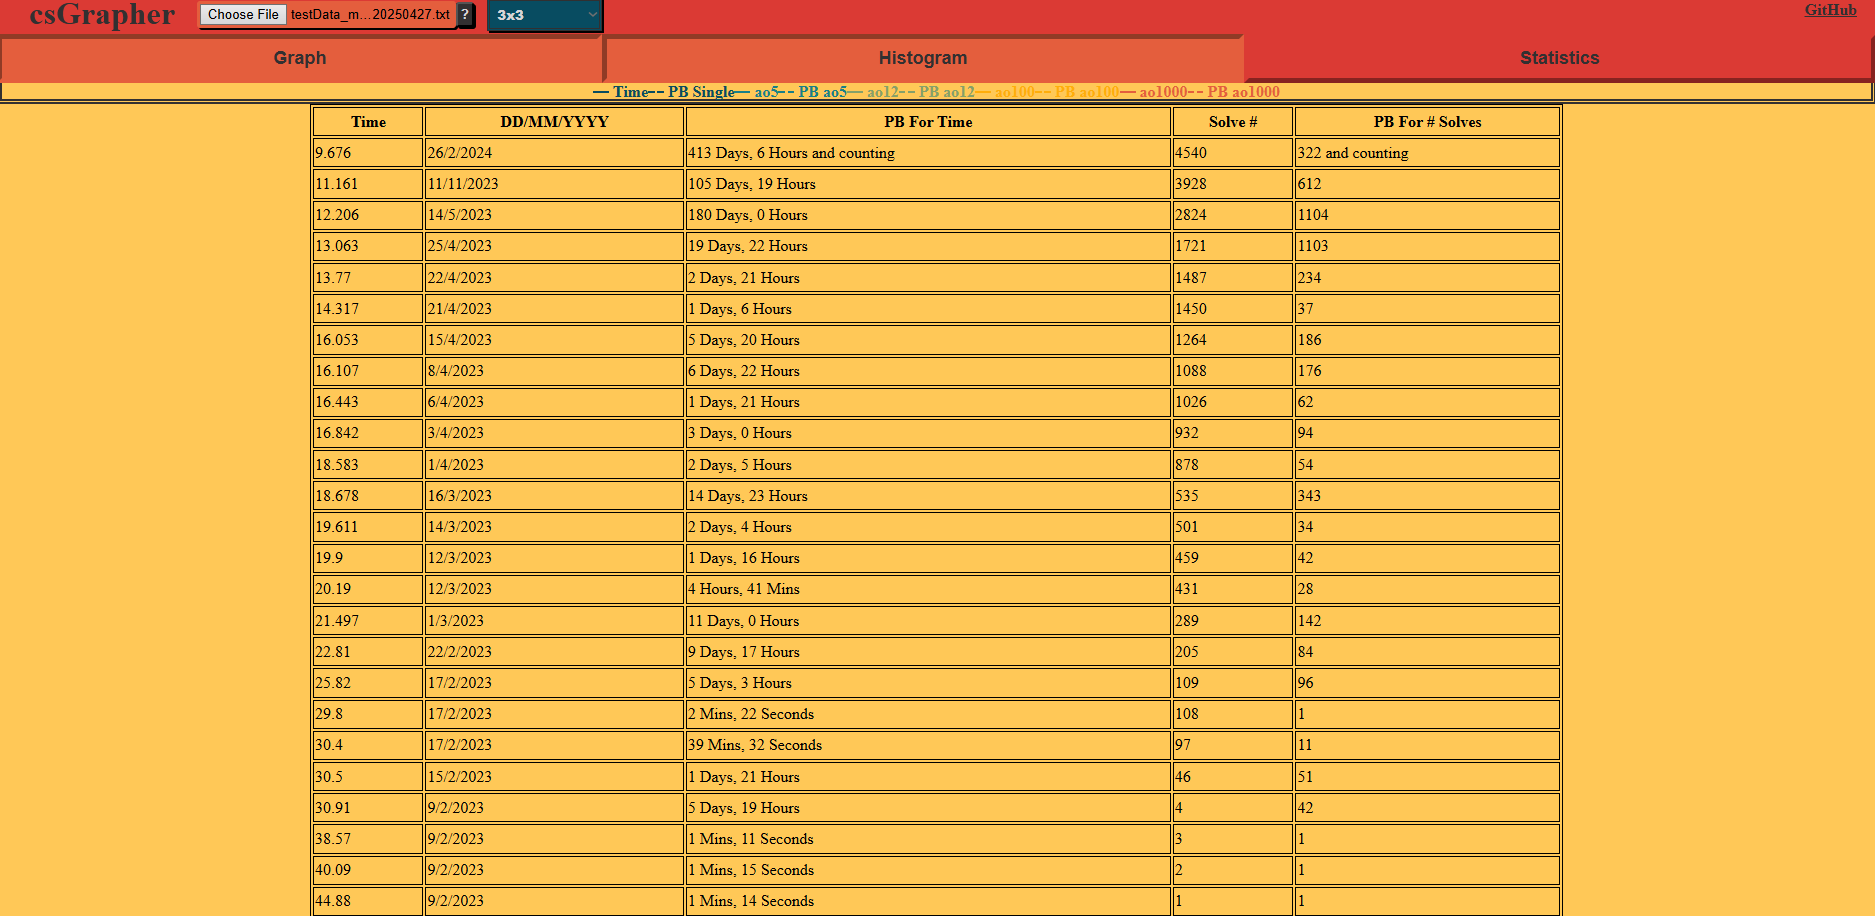 csGrapher Choose File testData_m...20250427.txt ? 3x3 GitHub
Graph Histogram Statistics
Time PB Single ao5 PB ao5 ao12 PB ao12 ao100 PB ao100 ao1000 PB ao1000
Time DD/MM/YYYY PB For Time Solve # PB For # Solves
9.676 26/2/2024 413 Days, 6 Hours and counting 4540 322 and counting
11.161 11/11/2023 105 Days, 19 Hours 3928 612
12.206 14/5/2023 180 Days, 0 Hours 2824 1104
13.063 25/4/2023 19 Days, 22 Hours 1721 1103
13.77 22/4/2023 2 Days, 21 Hours 1487 234
14.317 21/4/2023 1 Days, 6 Hours 1450 37
16.053 15/4/2023 5 Days, 20 Hours 1264 186
16.107 8/4/2023 6 Days, 22 Hours 1088 176
16.443 6/4/2023 1 Days, 21 Hours 1026 62
16.842 3/4/2023 3 Days, 0 Hours 932 94
18.583 1/4/2023 2 Days, 5 Hours 878 54
18.678 16/3/2023 14 Days, 23 Hours 535 343
19.611 14/3/2023 2 Days, 4 Hours 501 34
19.9 12/3/2023 1 Days, 16 Hours 459 42
20.19 12/3/2023 4 Hours, 41 Mins 431 28
21.497 1/3/2023 11 Days, 0 Hours 289 142
22.81 22/2/2023 9 Days, 17 Hours 205 84
25.82 17/2/2023 5 Days, 3 Hours 109 96
29.8 17/2/2023 2 Mins, 22 Seconds 108 1
30.4 17/2/2023 39 Mins, 32 Seconds 97 11
30.5 15/2/2023 1 Days, 21 Hours 46 51
30.91 9/2/2023 5 Days, 19 Hours 4 42
38.57 9/2/2023 1 Mins, 11 Seconds 3 1
40.09 9/2/2023 1 Mins, 15 Seconds 2 1
44.88 9/2/2023 1 Mins, 14 Seconds 1 1